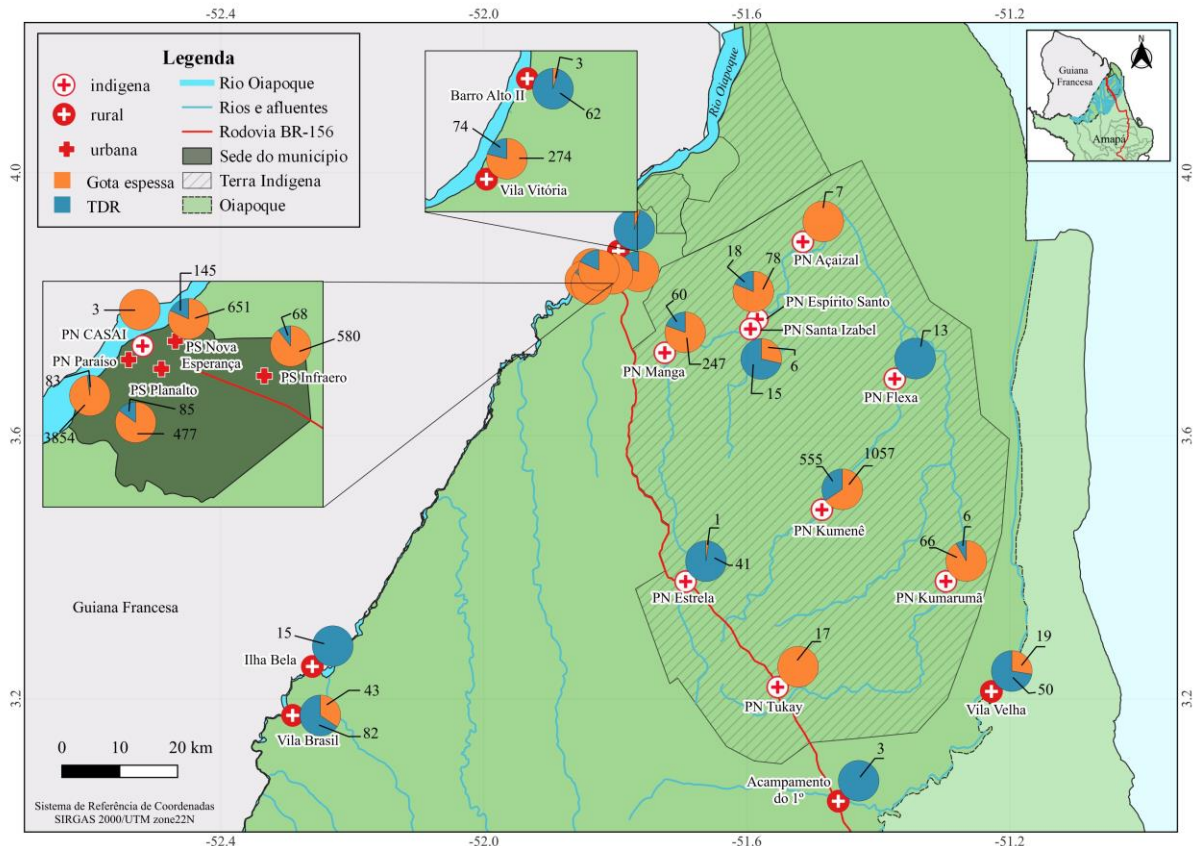 -52.4
-52.0
-51.6
-51.2
Legenda
indigena
rural
urbana
Gota espessa
TDR
Rio Oiapoque
Rios e afluentes
Rodovia BR-156
Sede do município
Terra Indigena
Oiapoque
Barro Alto II
3
62
74
274
Vila Vitória
Rio Oiapoque
Guiana
Francesa
Amapá
4.0
4.0
145
3
651
68
580
PN CASAI
PS Nova
Esperança
PN Paraíso
PS Infraero
PS Planalto
83
85
3854
477
7
PN Açaizal
18
78
PN Espírito Santo
PN Santa Izabel
60
247
PN Manga
6
15
13
PN Flexa
3.6
3.6
555
1057
PN Kumenê
1
41
PN Estrela
6
66
PN Kumarumã
Guiana Francesa
15
Ilha Bela
17
PN Tukay
19
50
Vila Velha
3.2
3.2
43
82
Vila Brasil
3
Acampamento
do 1º
0 10 20 km
Sistema de Referência de Coordenadas
SIRGAS 2000/UTM zone22N
-52.4
-52.0
-51.6
-51.2